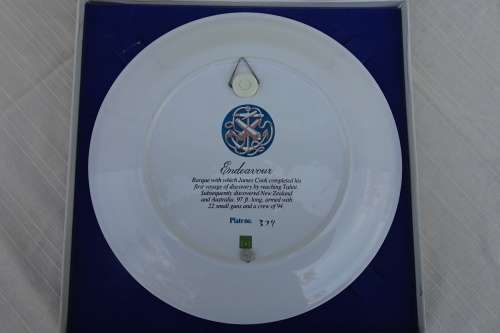 Endeavour
Barque with which James Cook completed his
first voyage of discovery by reaching Tahiti.
Subsequently discovered New Zealand
and Australia. 97 ft. long, armed with
22 small guns and a crew of 94
Plate no. 379